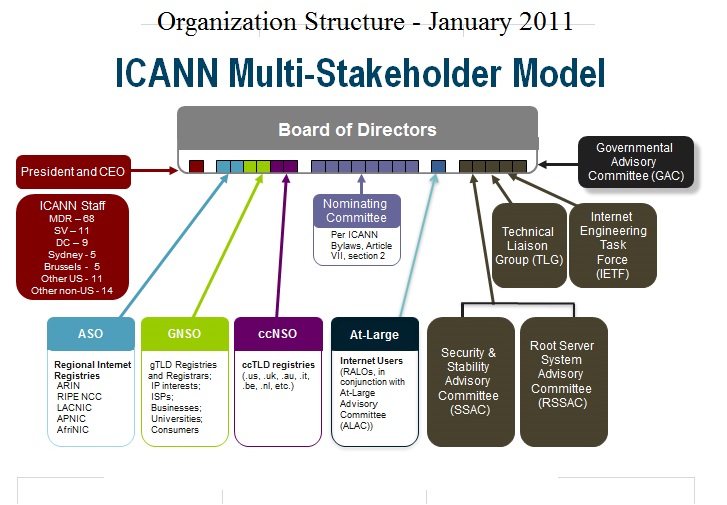 Organization Structure - January 2011
ICANN Multi-Stakeholder Model
Board of Directors
President and CEO
Governmental
Advisory
Committee (GAC)
ICANN Staff
MDR – 68
SV – 11
DC – 9
Sydney - 5
Brussels - 5
Other US - 11
Other non-US - 14
Nominating
Committee
Per ICANN
Bylaws, Article
VII, section 2
Technical
Liaison
Group (TLG)
Internet
Engineering
Task
Force
(IETF)
ASO
Regional Internet
Registries
ARIN
RIPE NCC
LACNIC
APNIC
AfriNIC
GNSO
gTLD Registries
and Registrars;
IP interests;
ISPs;
Businesses;
Universities;
Consumers
ccNSO
ccTLD registries
(.us, .uk, .au, .it,
.be, .nl, etc.)
At-Large
Internet Users
(RALOs, in
conjunction with
At-Large
Advisory
Committee
(ALAC))
Security &
Stability
Advisory
Committee
(SSAC)
Root Server
System
Advisory
Committee
(RSSAC)